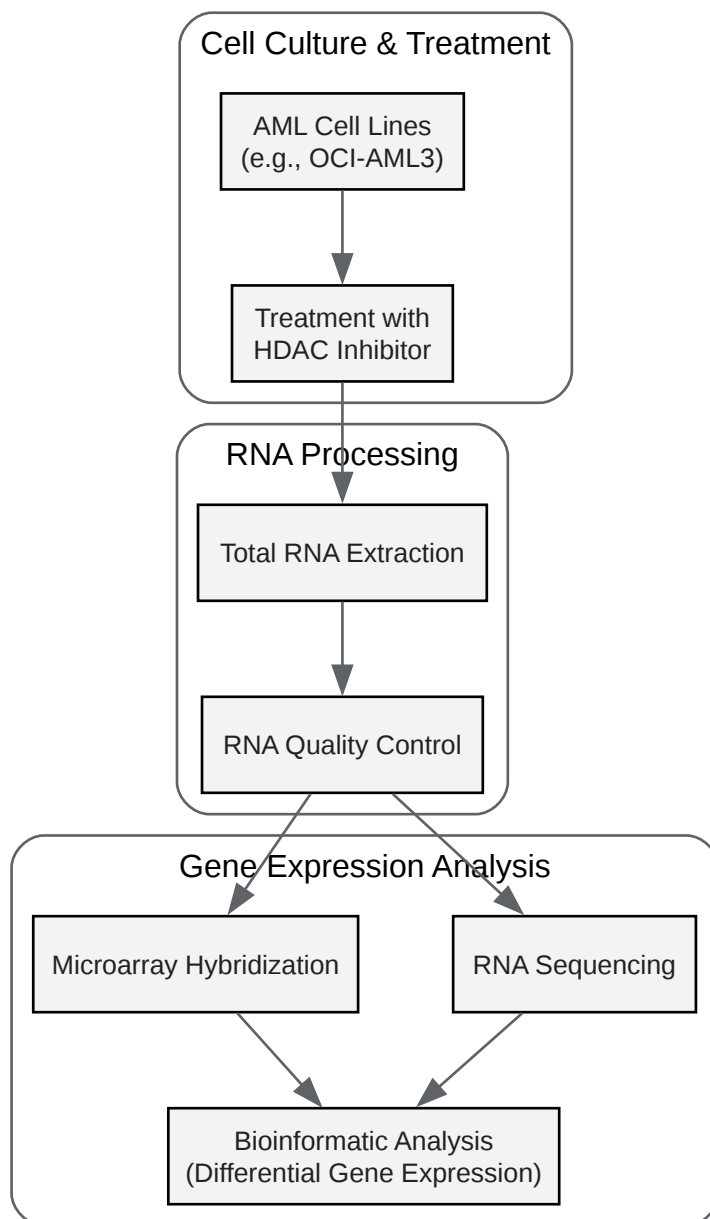 Cell Culture & Treatment
AML Cell Lines
(e.g., OCI-AML3)
Treatment with
HDAC Inhibitor
RNA Processing
Total RNA Extraction
RNA Quality Control
Gene Expression Analysis
Microarray Hybridization
RNA Sequencing
Bioinformatic Analysis
(Differential Gene Expression)